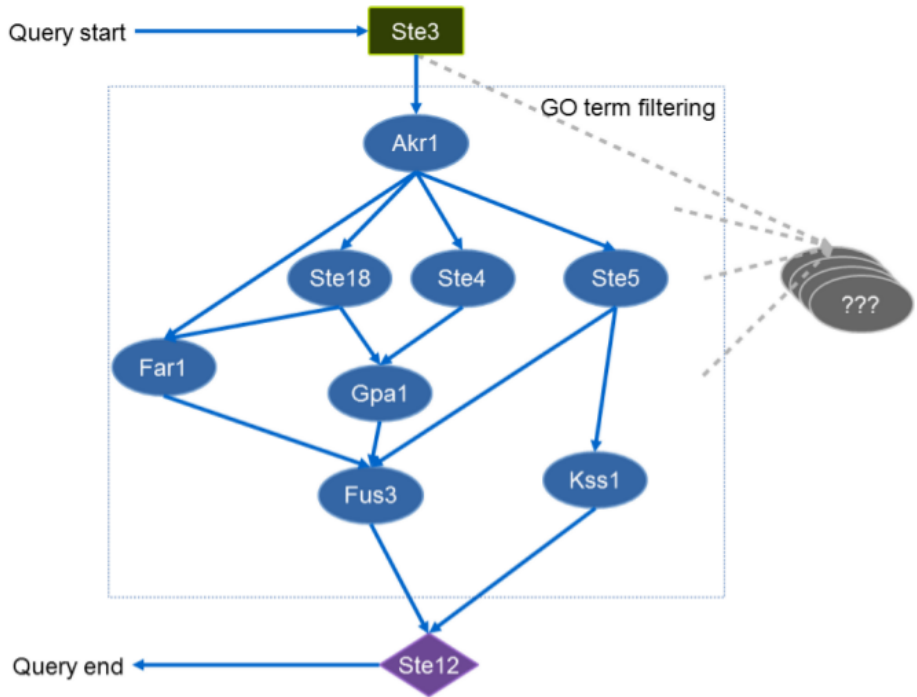 Query start
Ste3
GO term filtering
Akr1
Ste18
Ste4
Ste5
???
Far1
Gpa1
Fus3
Kss1
Query end
Ste12